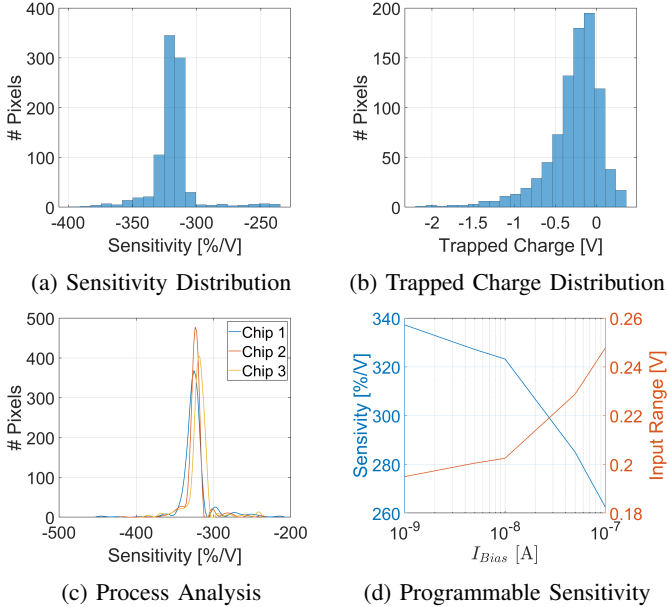 400
300
200
100
0
# Pixels
-400
-350
-300
-250
Sensitivity [%/V]
(a) Sensitivity Distribution
200
150
100
50
0
# Pixels
-2
-1.5
-1
-0.5
0
Trapped Charge [V]
(b) Trapped Charge Distribution
500
400
300
200
100
0
# Pixels
Chip 1
Chip 2
Chip 3
-500
-400
-300
-200
Sensitivity [%/V]
(c) Process Analysis
340
320
300
280
260
Sensivity [%/V]
0.26
0.24
0.22
0.2
0.18
Input Range [V]
10^-9
10^-8
10^-7
I_Bias [A]
(d) Programmable Sensitivity